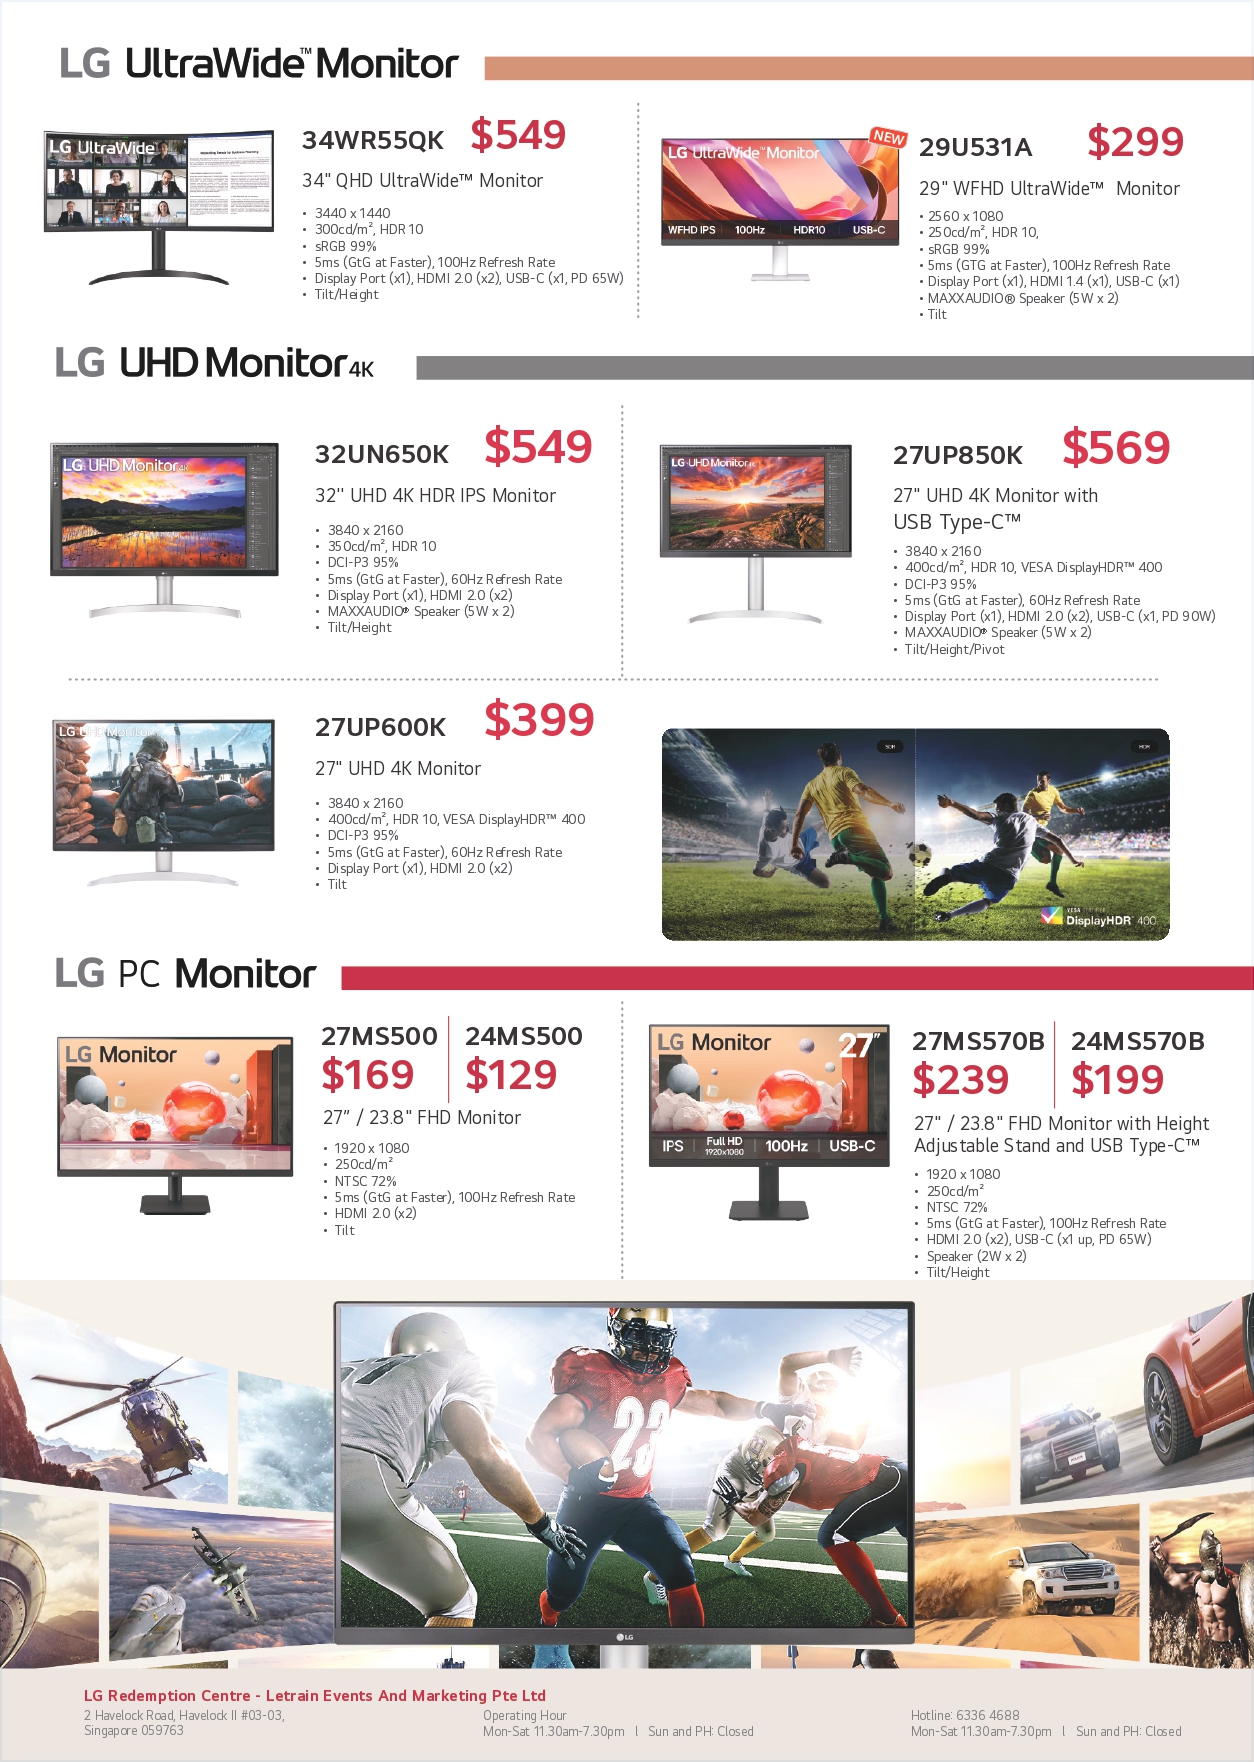 LG UltraWide™ Monitor
LG UltraWide
34WR55QK $549
34" QHD UltraWide™ Monitor
• 3440 x 1440
• 300cd/m², HDR 10
• sRGB 99%
• 5ms (GtG at Faster), 100Hz Refresh Rate
• Display Port (x1), HDMI 2.0 (x2), USB-C (x1, PD 65W)
• Tilt/Height
LG UltraWide™ Monitor
NEW
WFHD IPS 100Hz HDR10 USB-C
29U531A $299
29" WFHD UltraWide™ Monitor
• 2560 x 1080
• 250cd/m², HDR 10,
• sRGB 99%
• 5ms (GTG at Faster), 100Hz Refresh Rate
• Display Port (x1), HDMI 1.4 (x1), USB-C (x1)
• MAXXAUDIO® Speaker (5W x 2)
• Tilt
LG UHD Monitor 4K
LG UHD Monitor 4K
32UN650K $549
32" UHD 4K HDR IPS Monitor
• 3840 x 2160
• 350cd/m², HDR 10
• DCI-P3 95%
• 5ms (GtG at Faster), 60Hz Refresh Rate
• Display Port (x1), HDMI 2.0 (x2)
• MAXXAUDIO® Speaker (5W x 2)
• Tilt/Height
LG UHD Monitor 4K
27UP850K $569
27" UHD 4K Monitor with
USB Type-C™
• 3840 x 2160
• 400cd/m², HDR 10, VESA DisplayHDR™ 400
• DCI-P3 95%
• 5ms (GtG at Faster), 60Hz Refresh Rate
• Display Port (x1), HDMI 2.0 (x2), USB-C (x1, PD 90W)
• MAXXAUDIO® Speaker (5W x 2)
• Tilt/Height/Pivot
LG UHD Monitor
27UP600K $399
27" UHD 4K Monitor
• 3840 x 2160
• 400cd/m², HDR 10, VESA DisplayHDR™ 400
• DCI-P3 95%
• 5ms (GtG at Faster), 60Hz Refresh Rate
• Display Port (x1), HDMI 2.0 (x2)
• Tilt
SDR HDR
VESA CERTIFIED
DisplayHDR™ 400
LG PC Monitor
LG Monitor
27MS500 24MS500
$169 $129
27" / 23.8" FHD Monitor
• 1920 x 1080
• 250cd/m²
• NTSC 72%
• 5ms (GtG at Faster), 100Hz Refresh Rate
• HDMI 2.0 (x2)
• Tilt
LG Monitor 27"
IPS Full HD 1920x1080 100Hz USB-C
27MS570B 24MS570B
$239 $199
27" / 23.8" FHD Monitor with Height
Adjustable Stand and USB Type-C™
• 1920 x 1080
• 250cd/m²
• NTSC 72%
• 5ms (GtG at Faster), 100Hz Refresh Rate
• HDMI 2.0 (x2), USB-C (x1 up, PD 65W)
• Speaker (2W x 2)
• Tilt/Height
23
LG
LG Redemption Centre - Letrain Events And Marketing Pte Ltd
2 Havelock Road, Havelock II #03-03,
Singapore 059763
Operating Hour
Mon-Sat 11.30am-7.30pm l Sun and PH: Closed
Hotline: 6336 4688
Mon-Sat 11.30am-7.30pm l Sun and PH: Closed